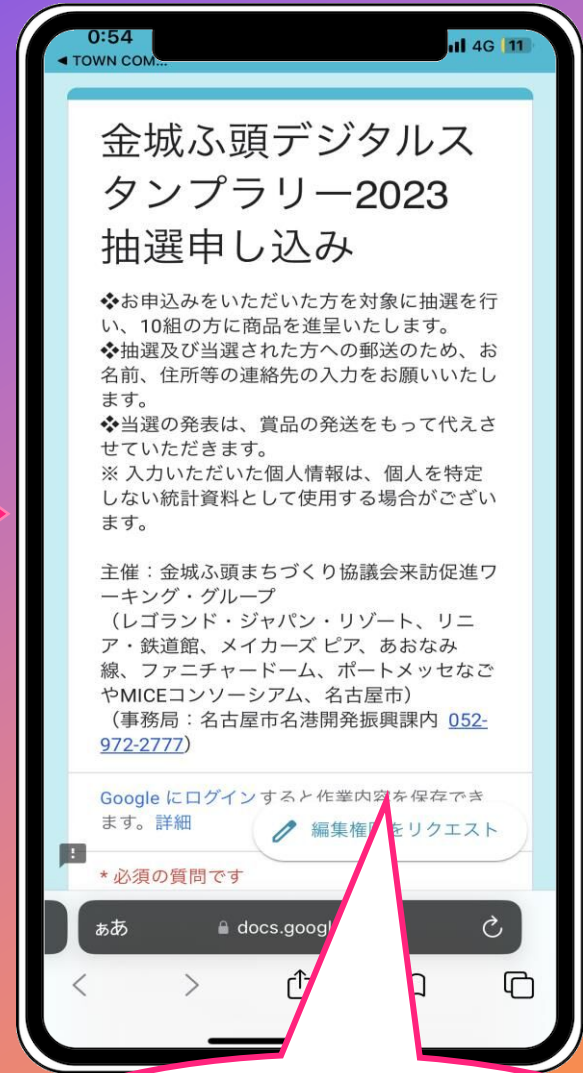 0:54
4G 11
◀ TOWN COM...
金城ふ頭デジタルス
タンプラリー2023
抽選申し込み
❖お申込みをいただいた方を対象に抽選を行
い、10組の方に商品を進呈いたします。
❖抽選及び当選された方への郵送のため、お
名前、住所等の連絡先の入力をお願いいたし
ます。
❖当選の発表は、賞品の発送をもって代えさ
せていただきます。
※ 入力いただいた個人情報は、個人を特定
しない統計資料として使用する場合がござい
ます。
主催：金城ふ頭まちづくり協議会来訪促進ワ
ーキング・グループ
（レゴランド・ジャパン・リゾート、リニ
ア・鉄道館、メイカーズ ピア、あおなみ
線、ファニチャードーム、ポートメッセなご
やMICEコンソーシアム、名古屋市）
（事務局：名古屋市名港開発振興課内 052-
972-2777）
Google にログインすると作業内容を保存でき
ます。詳細
編集権限をリクエスト
* 必須の質問です
ぁあ docs.googl